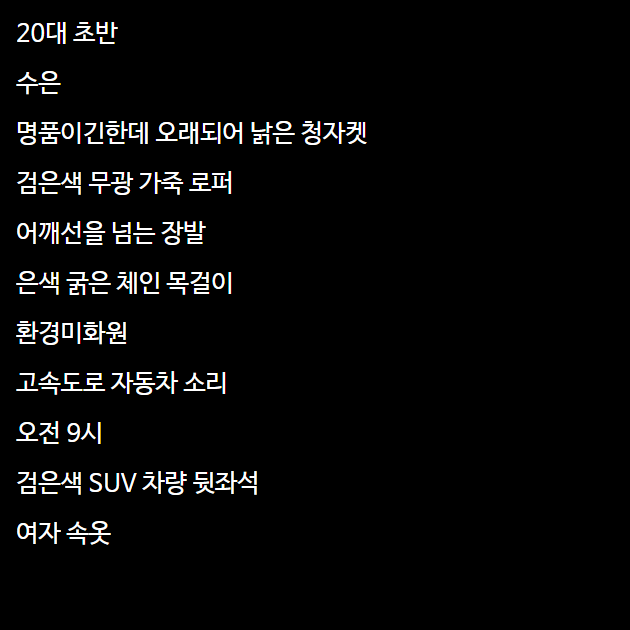 20대 초반
수은
명품이긴한데 오래되어 낡은 청자켓
검은색 무광 가죽 로퍼
어깨선을 넘는 장발
은색 굵은 체인 목걸이
환경미화원
고속도로 자동차 소리
오전 9시
검은색 SUV 차량 뒷좌석
여자 속옷